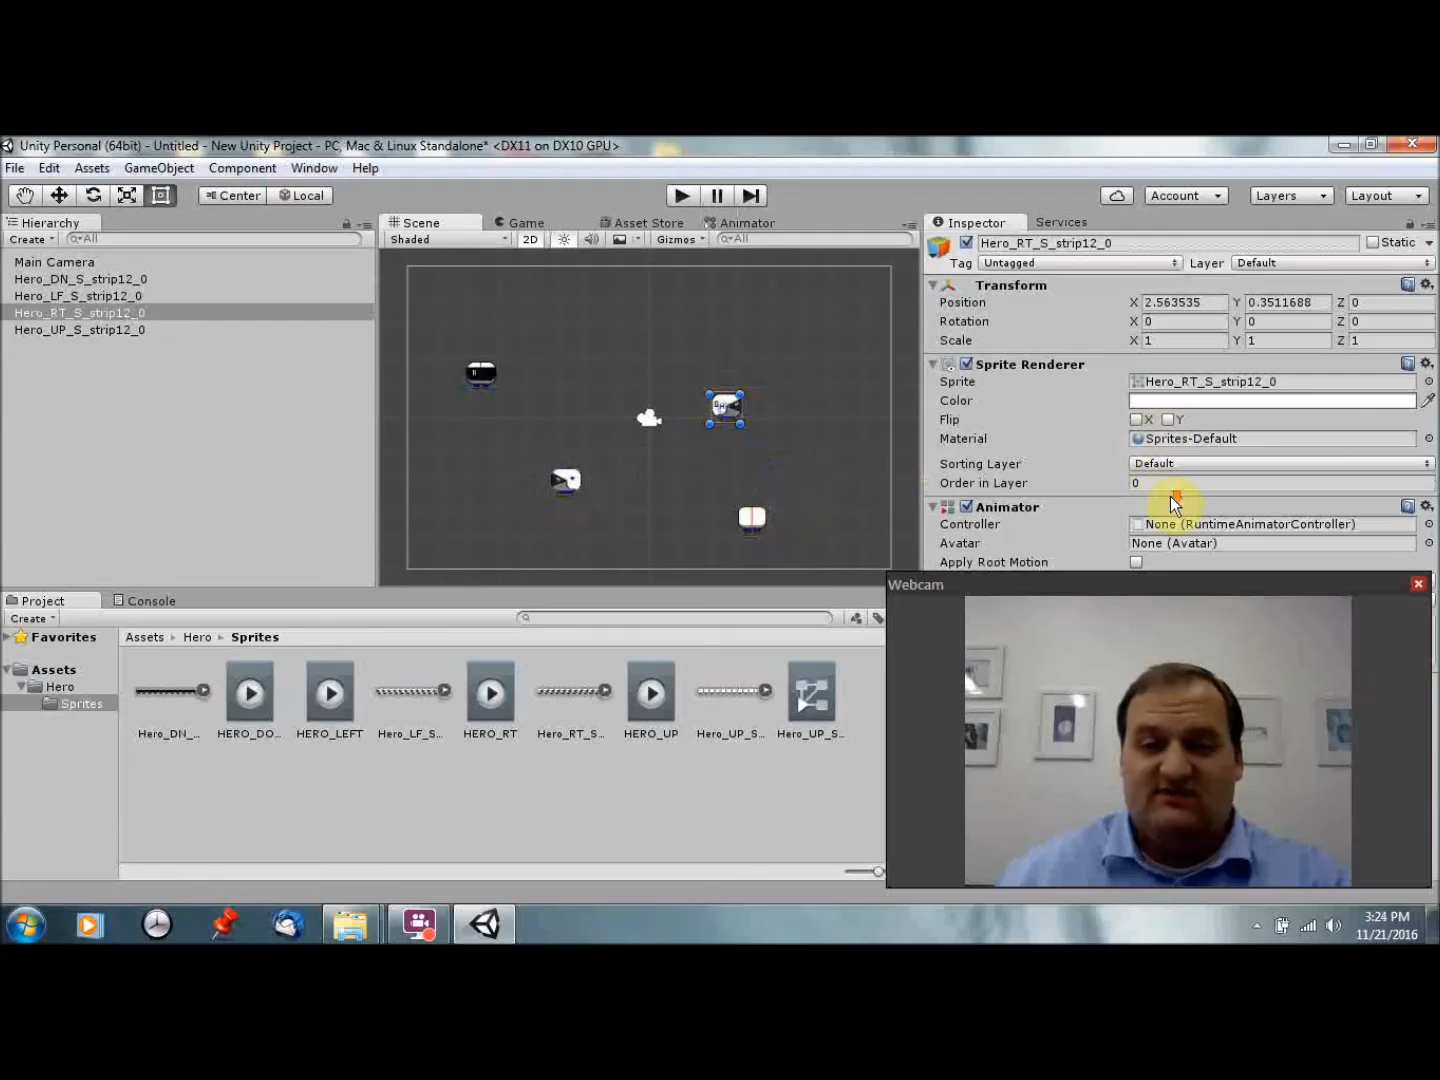 Unity Personal (64bit) - Untitled - New Unity Project - PC, Mac & Linux Standalone* <DX11 on DX10 GPU>
File Edit Assets GameObject Component Window Help
Center Local Account Layers Layout
Hierarchy Scene Game Asset Store Animator Inspector Services
Create All Shaded 2D Gizmos All Hero_RT_S_strip12_0 Static
Tag Untagged Layer Default
Main Camera
Hero_DN_S_strip12_0
Hero_LF_S_strip12_0
Hero_RT_S_strip12_0
Hero_UP_S_strip12_0
Transform
Position X 2.563535 Y 0.3511688 Z 0
Rotation X 0 Y 0 Z 0
Scale X 1 Y 1 Z 1
Sprite Renderer
Sprite Hero_RT_S_strip12_0
Color
Flip X Y
Material Sprites-Default
Sorting Layer Default
Order in Layer 0
Animator
Controller None (RuntimeAnimatorController)
Avatar None (Avatar)
Apply Root Motion
Webcam
Project Console
Create
Favorites
Assets
Hero
Sprites
Assets Hero Sprites
Hero_DN_... HERO_DO... HERO_LEFT Hero_LF_S... HERO_RT Hero_RT_S... HERO_UP Hero_UP_S... Hero_UP_S...
3:24 PM
11/21/2016